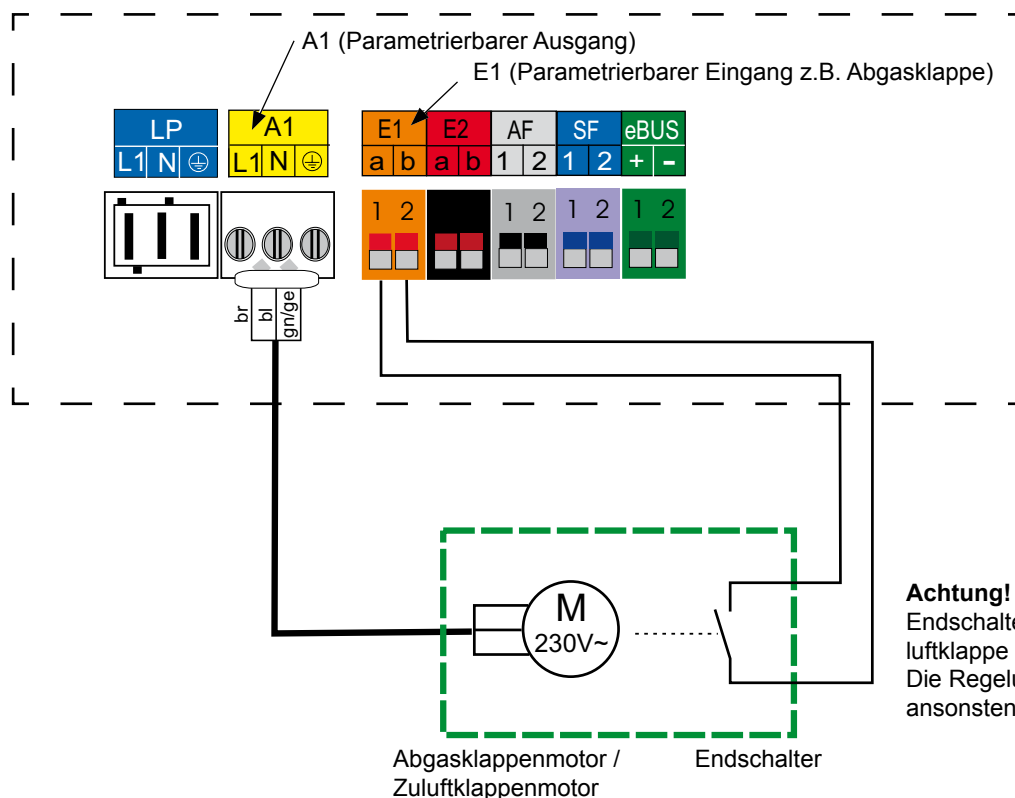 A1 (Parametrierbarer Ausgang)
E1 (Parametrierbarer Eingang z.B. Abgasklappe)
LP A1 E1 E2 AF SF eBUS
L1 N L1 N a b a b 1 2 1 2 + -
1 2 1 2 1 2 1 2
br bl gn/ge
M
230V~
Achtung!
Endschalte
luftklappe
Die Regelu
ansonsten
Abgasklappenmotor / Endschalter
Zuluftklappenmotor